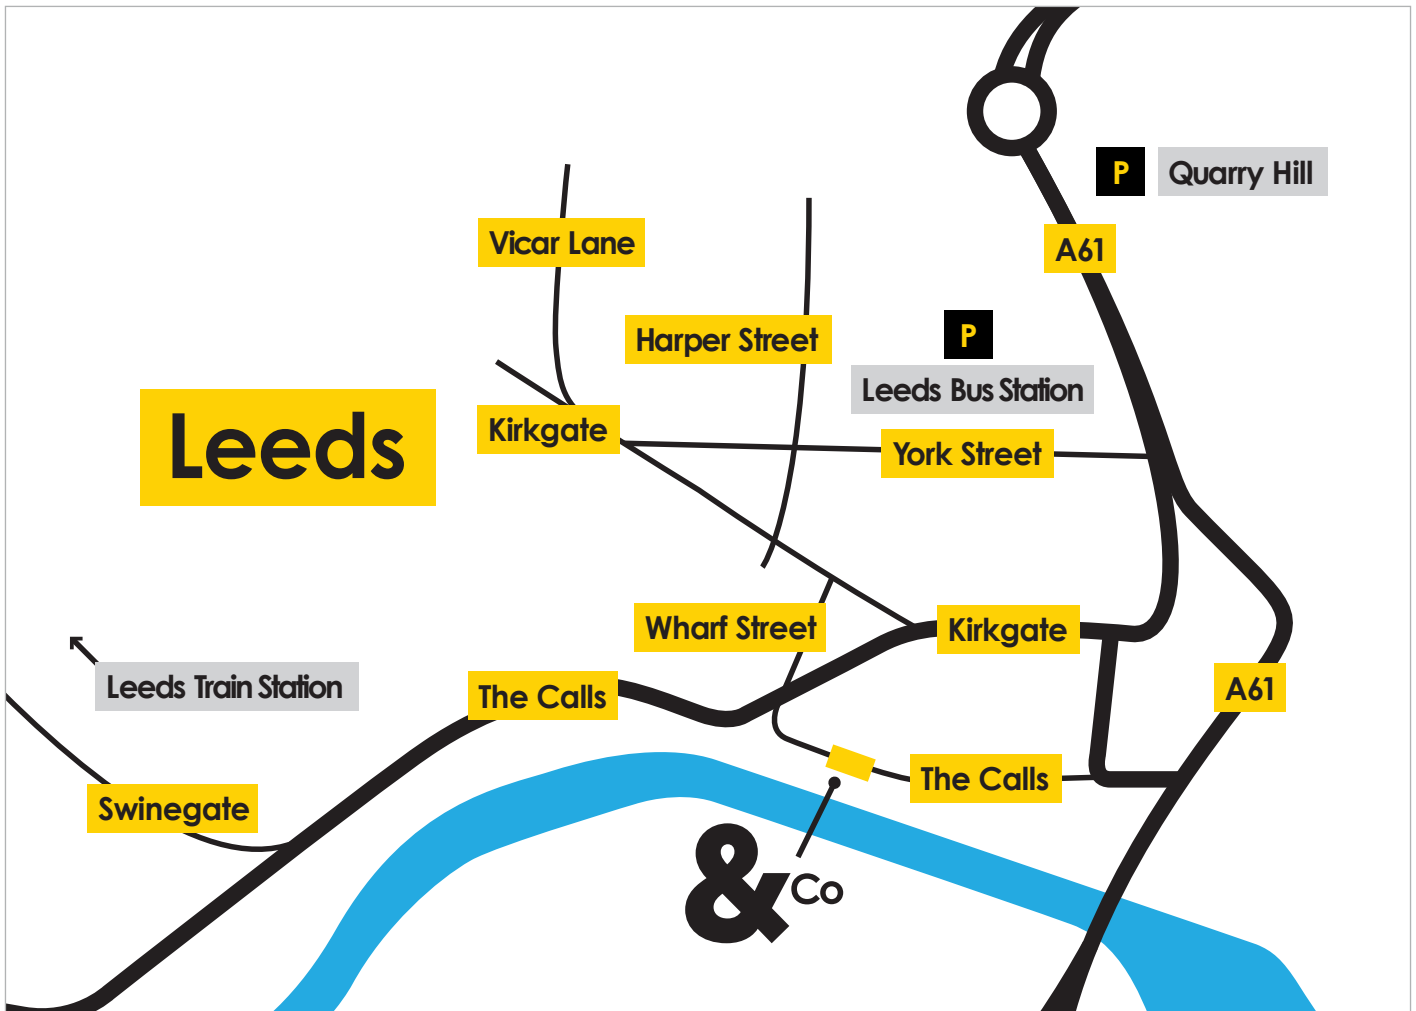 P
Quarry Hill
Vicar Lane
A61
Harper Street
P
Leeds Bus Station
Leeds
Kirkgate
York Street
Wharf Street
Kirkgate
Leeds Train Station
The Calls
A61
Swinegate
The Calls
&Co